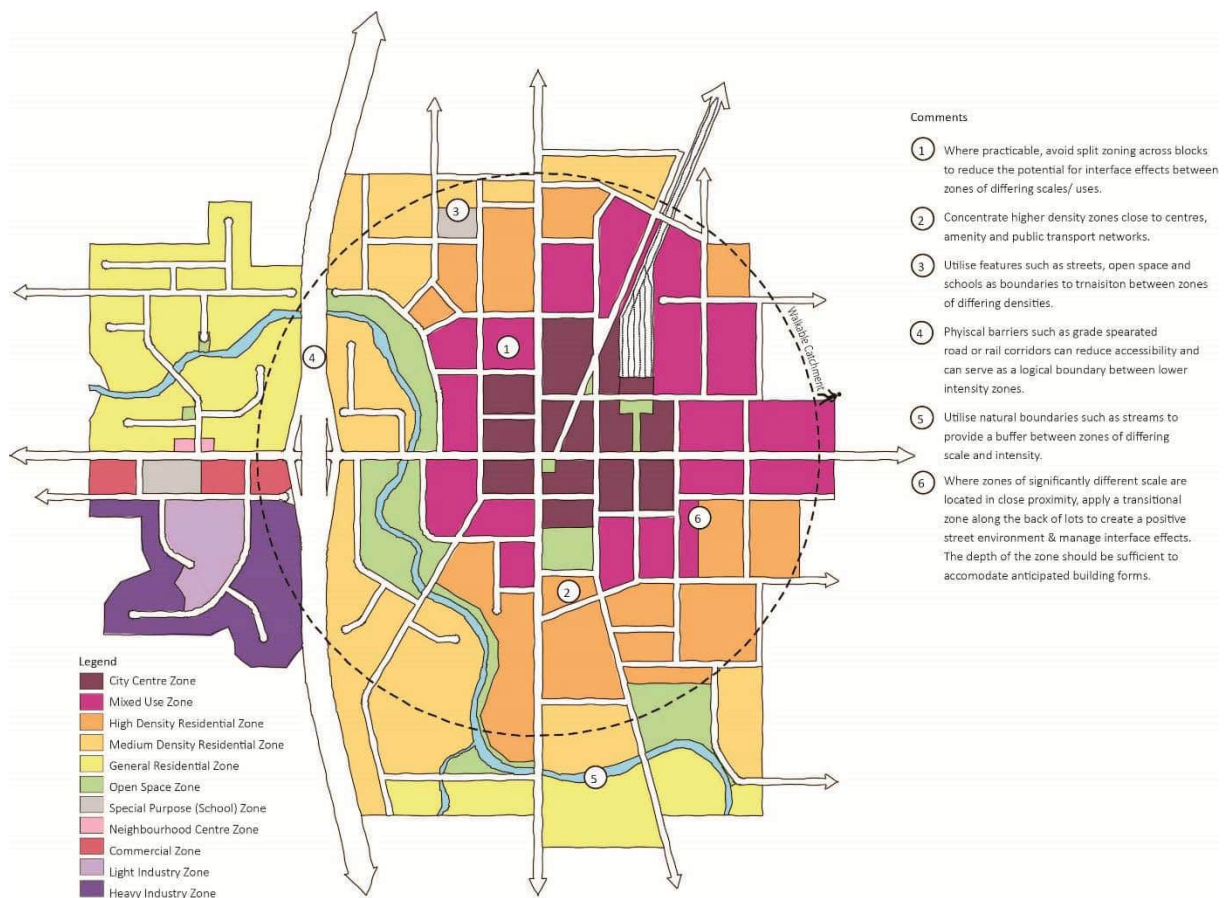 Comments
1 Where practicable, avoid split zoning across blocks
to reduce the potential for interface effects between
zones of differing scales/ uses.
2 Concentrate higher density zones close to centres,
amenity and public transport networks.
3 Utilise features such as streets, open space and
schools as boundaries to trnaisiton between zones
of differing densities.
4 Phyiscal barriers such as grade spearated
road or rail corridors can reduce accessibility and
can serve as a logical boundary between lower
intensity zones.
5 Utilise natural boundaries such as streams to
provide a buffer between zones of differing
scale and intensity.
6 Where zones of significantly different scale are
located in close proximity, apply a transitional
zone along the back of lots to create a positive
street environment & manage interface effects.
The depth of the zone should be sufficient to
accomodate anticipated building forms.
3
1
4
Walkable Catchment
6
2
5
Legend
City Centre Zone
Mixed Use Zone
High Density Residential Zone
Medium Density Residential Zone
General Residential Zone
Open Space Zone
Special Purpose (School) Zone
Neighbourhood Centre Zone
Commercial Zone
Light Industry Zone
Heavy Industry Zone